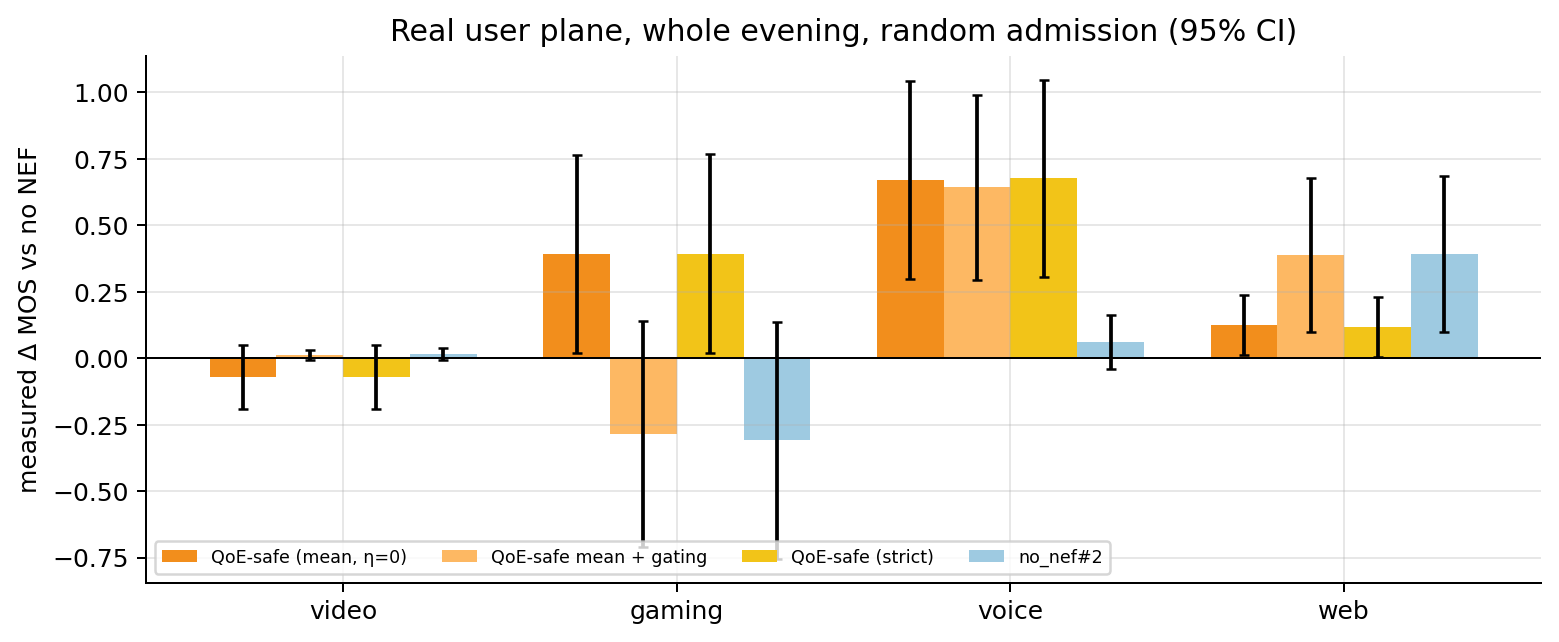 Real user plane, whole evening, random admission (95% CI)
measured Δ MOS vs no NEF
1.00
0.75
0.50
0.25
0.00
−0.25
−0.50
−0.75
QoE-safe (mean, η=0)
QoE-safe mean + gating
QoE-safe (strict)
no_nef#2
video
gaming
voice
web